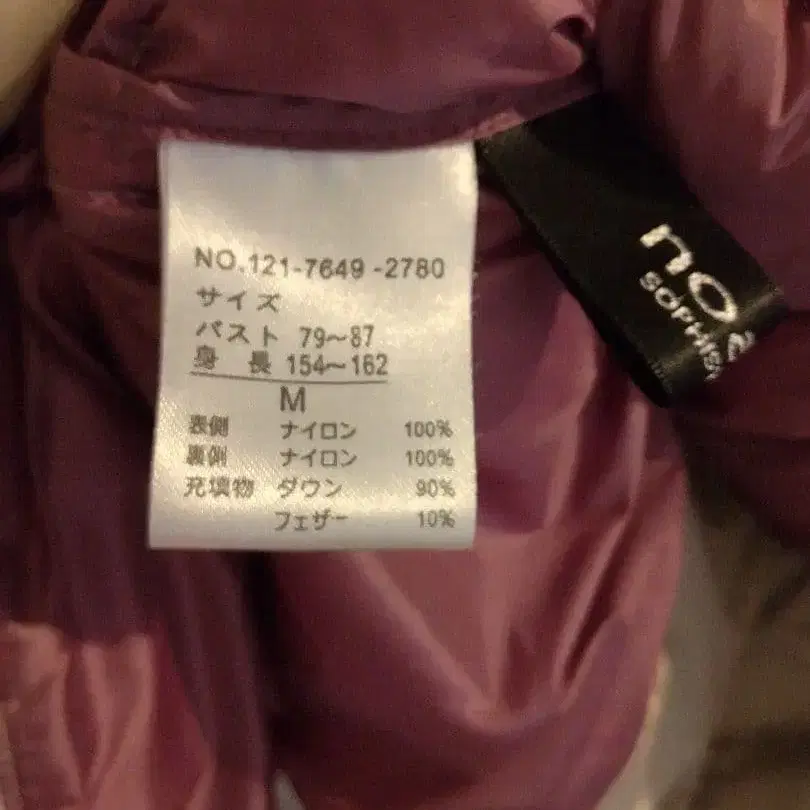 NO.121-7649-2780
サイズ
バスト 79～87
身 長 154～162
M
表側 ナイロン 100%
裏側 ナイロン 100%
充填物 ダウン 90%
フェザー 10%